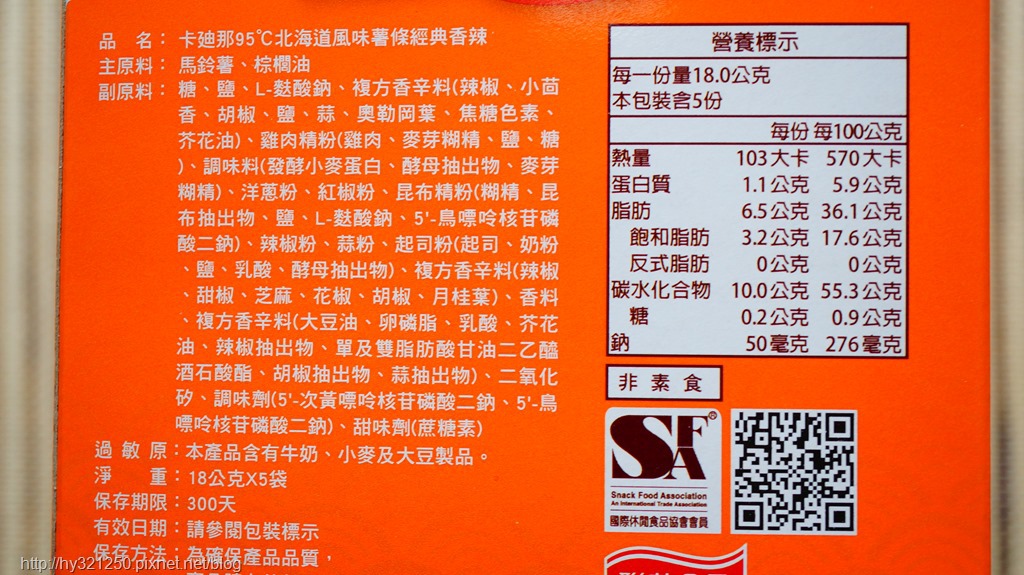 品　名：卡廸那95℃北海道風味薯條經典香辣
主原料：馬鈴薯、棕櫚油
副原料：糖、鹽、L-麩酸鈉、複方香辛料(辣椒、小茴
香、胡椒、鹽、蒜、奧勒岡葉、焦糖色素、
芥花油)、雞肉精粉(雞肉、麥芽糊精、鹽、糖
)、調味料(發酵小麥蛋白、酵母抽出物、麥芽
糊精)、洋蔥粉、紅椒粉、昆布精粉(糊精、昆
布抽出物、鹽、L-麩酸鈉、5'-鳥嘌呤核苷磷
酸二鈉)、辣椒粉、蒜粉、起司粉(起司、奶粉
、鹽、乳酸、酵母抽出物)、複方香辛料(辣椒
、甜椒、芝麻、花椒、胡椒、月桂葉)、香料
、複方香辛料(大豆油、卵磷脂、乳酸、芥花
油、辣椒抽出物、單及雙脂肪酸甘油二乙醯
酒石酸酯、胡椒抽出物、蒜抽出物)、二氧化
矽、調味劑(5'-次黃嘌呤核苷磷酸二鈉、5'-鳥
嘌呤核苷磷酸二鈉)、甜味劑(蔗糖素)
過敏原：本產品含有牛奶、小麥及大豆製品。
淨　重：18公克X5袋
保存期限：300天
有效日期：請參閱包裝標示
保存方法：為確保產品品質，
營養標示
每一份量18.0公克
本包裝含5份
每份 每100公克
熱量 103大卡 570大卡
蛋白質 1.1公克 5.9公克
脂肪 6.5公克 36.1公克
飽和脂肪 3.2公克 17.6公克
反式脂肪 0公克 0公克
碳水化合物 10.0公克 55.3公克
糖 0.2公克 0.9公克
鈉 50毫克 276毫克
非素食
SFA®
Snack Food Association
An International Trade Association
國際休閒食品協會會員
http://hy321250.pixnet.net/blog